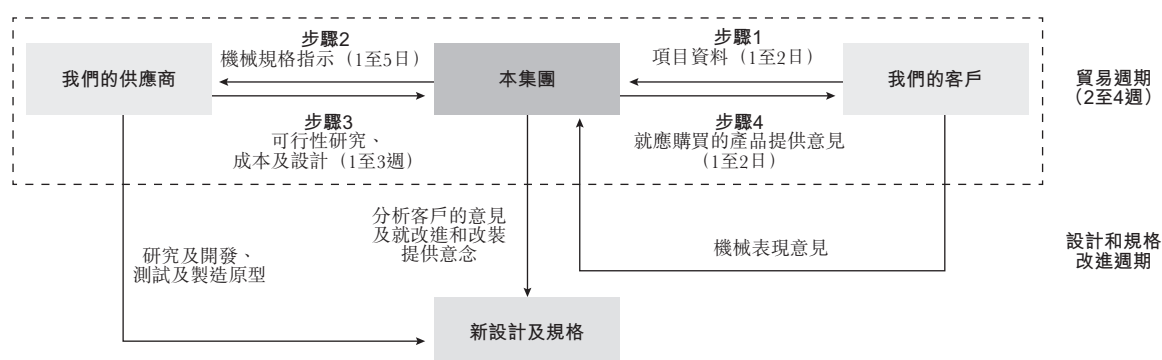 步驟2
機械規格指示（1至5日）
步驟1
項目資料（1至2日）
我們的供應商
本集團
我們的客戶
貿易週期
（2至4週）
步驟3
可行性研究、
成本及設計（1至3週）
步驟4
就應購買的產品提供意見
（1至2日）
分析客戶的意見
及就改進和改裝
提供意念
研究及開發、
測試及製造原型
機械表現意見
設計和規格
改進週期
新設計及規格